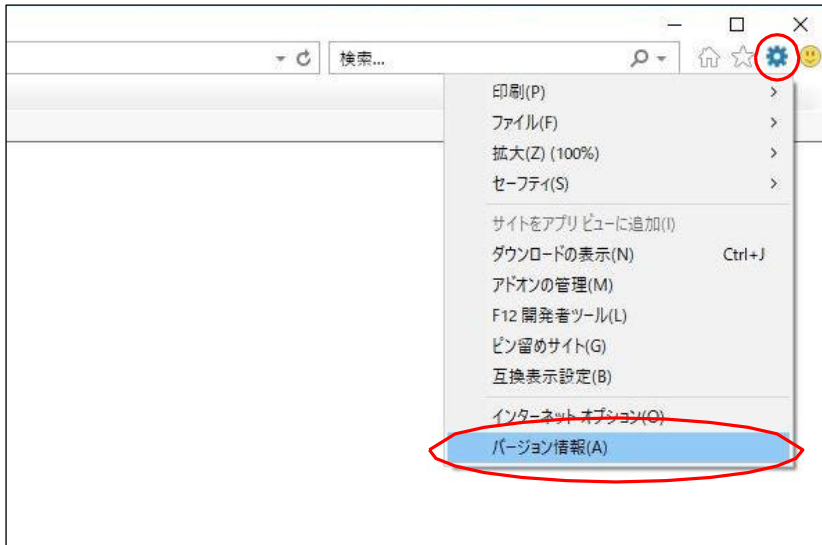 検索...
印刷(P)
ファイル(F)
拡大(Z) (100%)
セーフティ(S)
サイトをアプリ ビューに追加(I)
ダウンロードの表示(N) Ctrl+J
アドオンの管理(M)
F12 開発者ツール(L)
ピン留めサイト(G)
互換表示設定(B)
インターネット オプション(O)
バージョン情報(A)